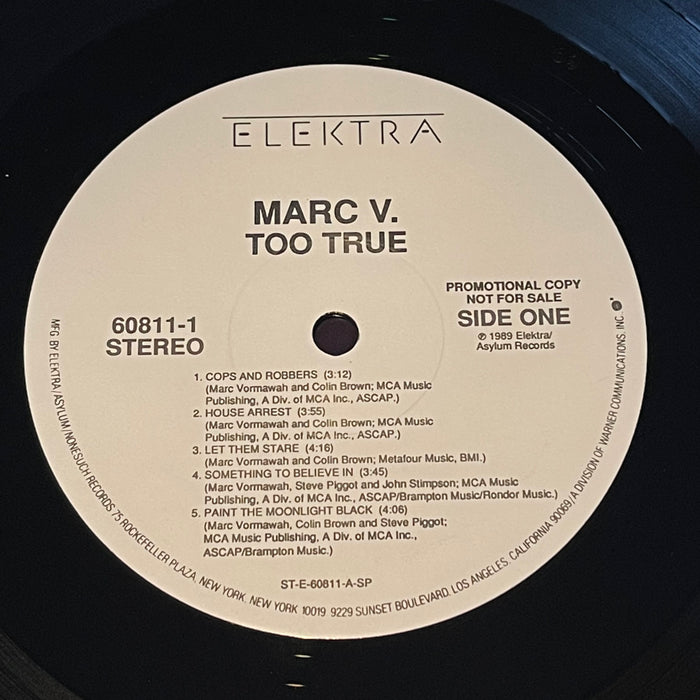 ELEKTRA
MARC V.
TOO TRUE
PROMOTIONAL COPY
NOT FOR SALE
SIDE ONE
℗ 1989 Elektra/
Asylum Records
60811-1
STEREO
1. COPS AND ROBBERS (3:12)
(Marc Vormawah and Colin Brown; MCA Music
Publishing, A Div. of MCA Inc., ASCAP.)
2. HOUSE ARREST (3:55)
(Marc Vormawah and Colin Brown; MCA Music
Publishing, A Div. of MCA Inc., ASCAP.)
3. LET THEM STARE (4:16)
(Marc Vormawah and Colin Brown; Metafour Music, BMI.)
4. SOMETHING TO BELIEVE IN (3:45)
(Marc Vormawah, Steve Piggot and John Stimpson; MCA Music
Publishing, A Div. of MCA Inc., ASCAP/Brampton Music/Rondor Music.)
5. PAINT THE MOONLIGHT BLACK (4:06)
(Marc Vormawah, Colin Brown and Steve Piggot;
MCA Music Publishing, A Div. of MCA Inc.,
ASCAP/Brampton Music.)
ST-E-60811-A-SP
MFG. BY ELEKTRA/ASYLUM/NONESUCH RECORDS 75 ROCKEFELLER PLAZA, NEW YORK, NEW YORK 10019 9229 SUNSET BOULEVARD, LOS ANGELES, CALIFORNIA 90069/A DIVISION OF WARNER COMMUNICATIONS INC.